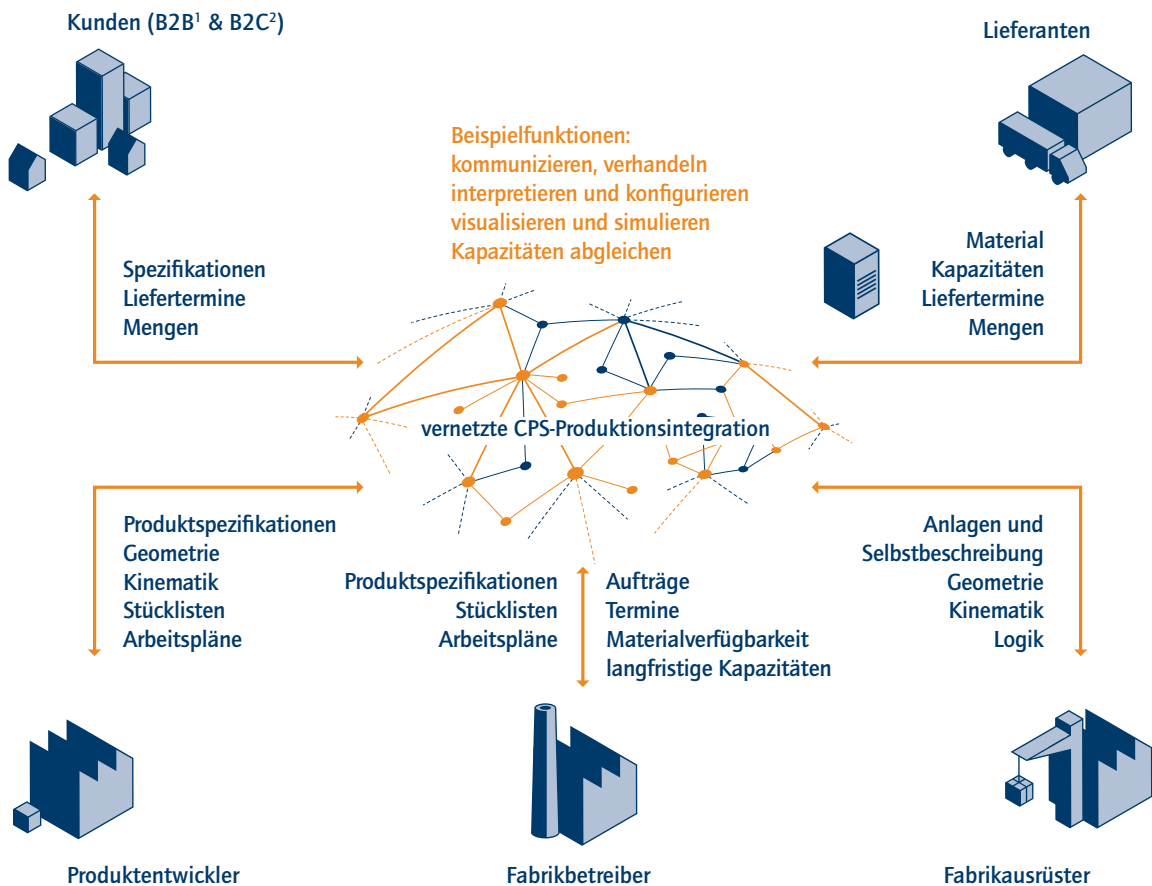 Kunden (B2B¹ & B2C²)
Lieferanten
Beispielfunktionen:
kommunizieren, verhandeln
interpretieren und konfigurieren
visualisieren und simulieren
Kapazitäten abgleichen
Spezifikationen
Liefertermine
Mengen
Material
Kapazitäten
Liefertermine
Mengen
vernetzte CPS-Produktionsintegration
Produktspezifikationen
Geometrie
Kinematik
Stücklisten
Arbeitspläne
Produktspezifikationen
Stücklisten
Arbeitspläne
Aufträge
Termine
Materialverfügbarkeit
langfristige Kapazitäten
Anlagen und
Selbstbeschreibung
Geometrie
Kinematik
Logik
Produktentwickler
Fabrikbetreiber
Fabrikausrüster